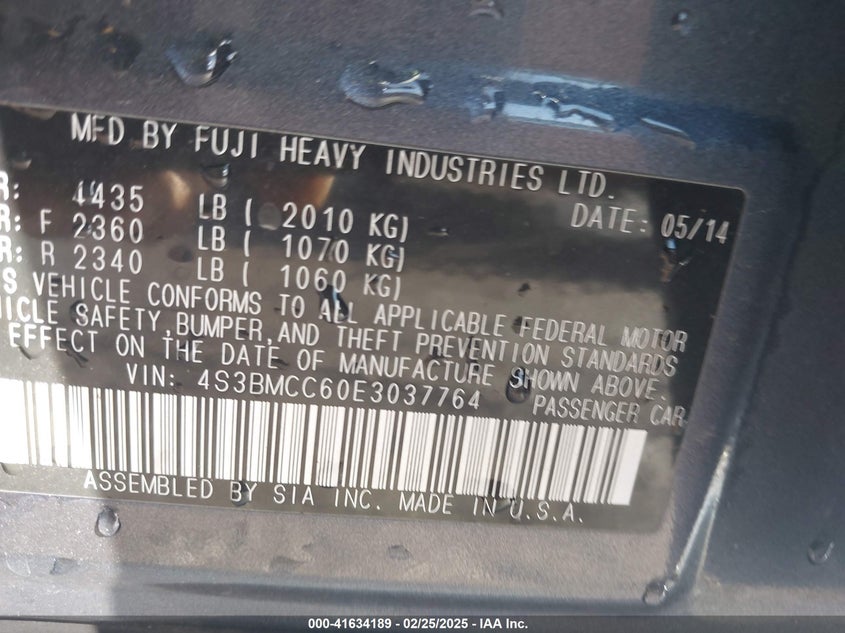 MFD BY FUJI HEAVY INDUSTRIES LTD.
R: 4435 LB ( 2010 KG) DATE: 05/14
R: F 2360 LB ( 1070 KG)
R: R 2340 LB ( 1060 KG)
S VEHICLE CONFORMS TO ALL APPLICABLE FEDERAL MOTOR
ICLE SAFETY, BUMPER, AND THEFT PREVENTION STANDARDS
EFFECT ON THE DATE OF MANUFACTURE SHOWN ABOVE.
VIN: 4S3BMCC60E3037764 PASSENGER CAR
ASSEMBLED BY SIA INC. MADE IN U.S.A.
000-41634189 - 02/25/2025 - IAA Inc.